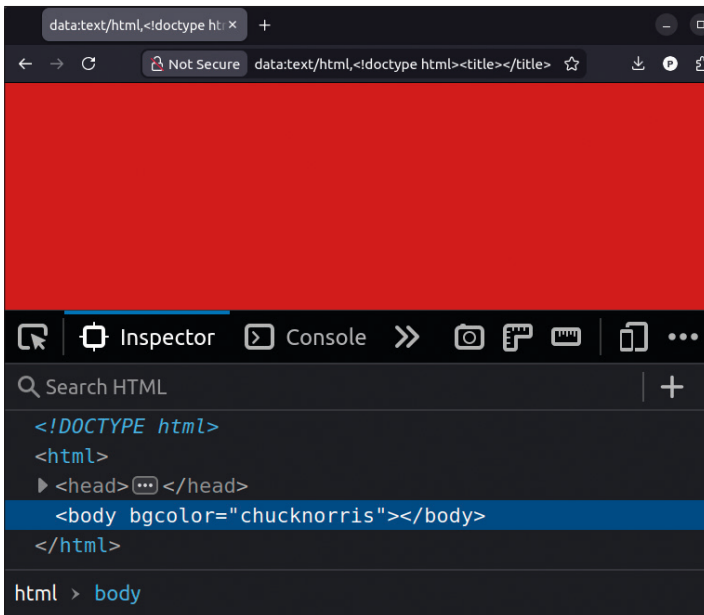 data:text/html,<!doctype ht
Not Secure data:text/html,<!doctype html><title></title>
Inspector Console
Search HTML
<!DOCTYPE html>
<html>
<head> ... </head>
<body bgcolor="chucknorris"></body>
</html>
html > body